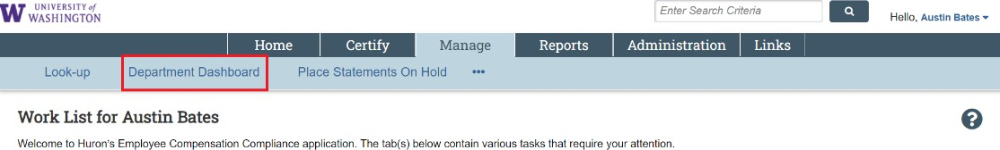 W UNIVERSITY of
WASHINGTON
Enter Search Criteria
Hello, Austin Bates
Home Certify Manage Reports Administration Links
Look-up Department Dashboard Place Statements On Hold •••
Work List for Austin Bates
?
Welcome to Huron's Employee Compensation Compliance application. The tab(s) below contain various tasks that require your attention.